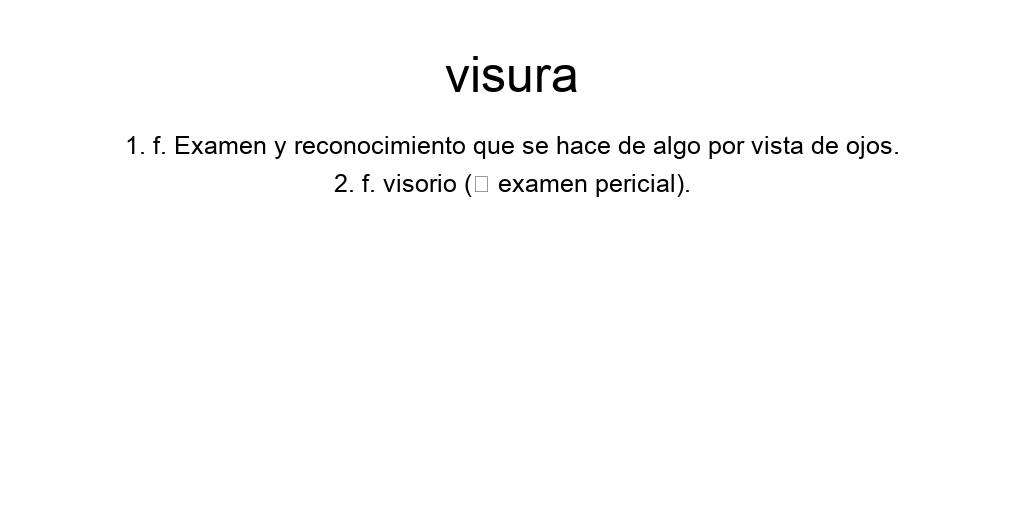 visura
1. f. Examen y reconocimiento que se hace de algo por vista de ojos.
2. f. visorio (□ examen pericial).